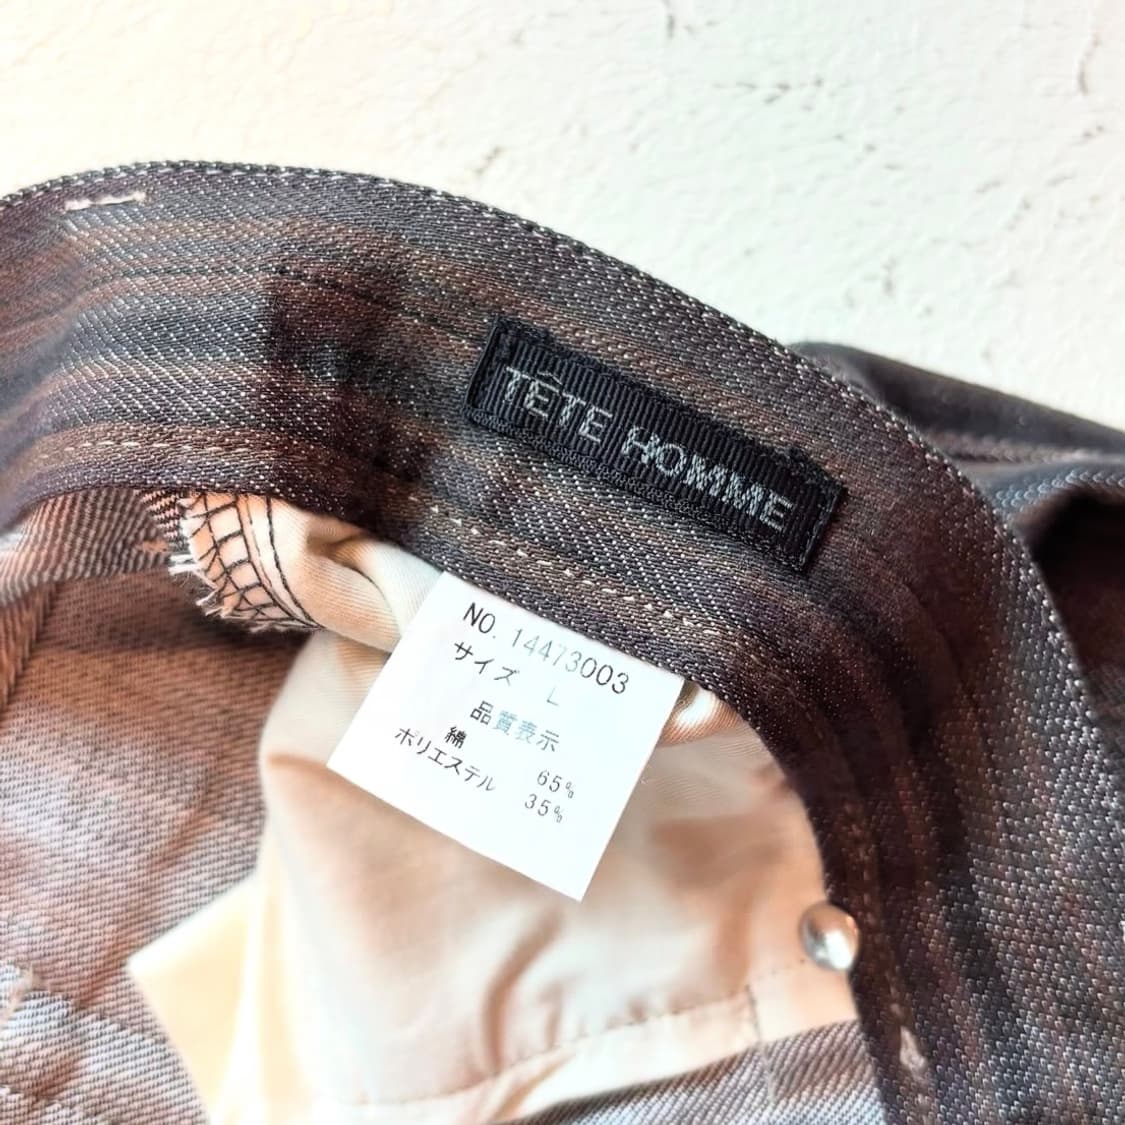 TÊTE HOMME
NO. 14473003
サイズ L
品質表示
綿 65%
ポリエステル 35%